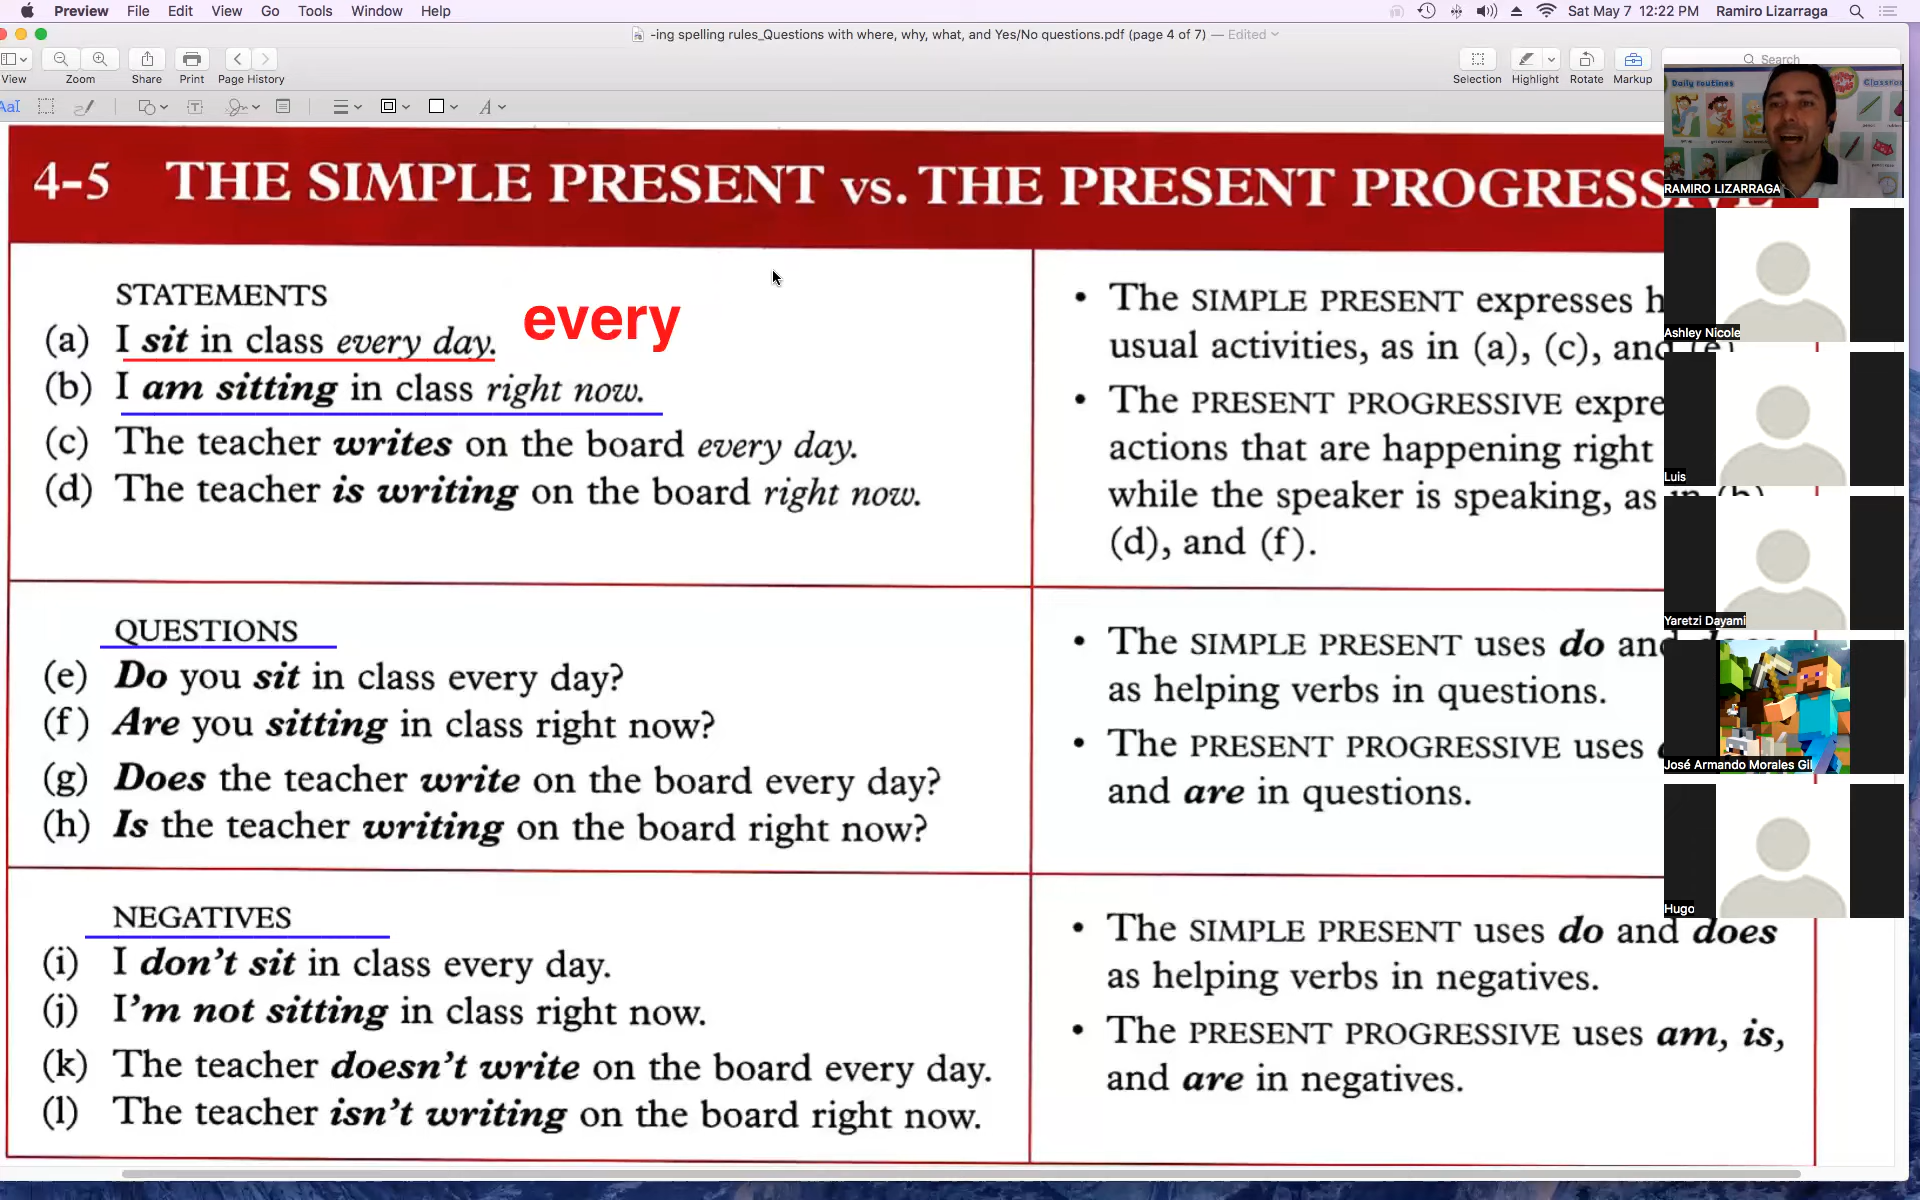 Preview File Edit View Go Tools Window Help
Sat May 7 12:22 PM Ramiro Lizarraga
-ing spelling rules_Questions with where, why, what, and Yes/No questions.pdf (page 4 of 7) — Edited
View Zoom Share Print Page History Selection Highlight Rotate Markup
Search
4-5 THE SIMPLE PRESENT vs. THE PRESENT
STATEMENTS
every
(a) I sit in class every day.
(b) I am sitting in class right now.
(c) The teacher writes on the board every day.
(d) The teacher is writing on the board right now.
• The SIMPLE PRESENT expresses
usual activities, as in (a), (c), and (e)
• The PRESENT PROGRESSIVE
actions that are happening right
while the speaker is speaking, as in (b),
(d), and (f).
QUESTIONS
(e) Do you sit in class every day?
(f) Are you sitting in class right now?
(g) Does the teacher write on the board every day?
(h) Is the teacher writing on the board right now?
• The SIMPLE PRESENT uses do and
as helping verbs in questions.
• The PRESENT PROGRESSIVE uses
and are in questions.
NEGATIVES
(i) I don't sit in class every day.
(j) I'm not sitting in class right now.
(k) The teacher doesn't write on the board every day.
(l) The teacher isn't writing on the board right now.
• The SIMPLE PRESENT uses do and does
as helping verbs in negatives.
• The PRESENT PROGRESSIVE uses am, is,
and are in negatives.
Daily routines
RAMIRO LIZARRAGA
Ashley Nicole
Luis
Yaretzi Dayami
José Armando Morales Gil
Hugo